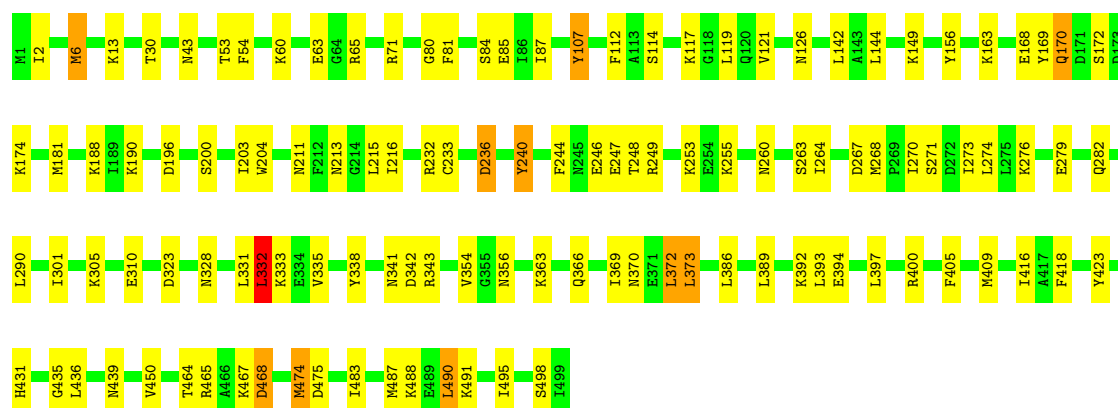 M1 I2 M6 K13 T30 N43 T53 F54 K60 E63 G64 R65 R71 G80 F81 S84 E85 I86 I87 Y107 F112 A113 S114 K117 G118 L119 Q120 V121 N126 L142 A143 L144 K149 Y156 K163 E168 Y169 Q170 D171 S172 D173
K174 M181 K188 I189 K190 D196 S200 I203 W204 N211 F212 N213 G214 L215 I216 R232 C233 D236 Y240 F244 N245 E246 E247 T248 R249 K253 E254 K255 N260 S263 I264 D267 M268 P269 I270 S271 D272 I273 L274 L275 K276 E279 Q282
L290 I301 K305 E310 D323 N328 L331 L332 K333 E334 V335 Y338 N341 D342 R343 V354 G355 N356 K363 Q366 I369 N370 E371 L372 L373 L386 L389 K392 L393 E394 L397 R400 F405 M409 I416 A417 F418 Y423
H431 G435 L436 N439 V450 T464 R465 A466 K467 D468 M474 D475 I483 M487 K488 E489 L490 K491 I495 S498 I499